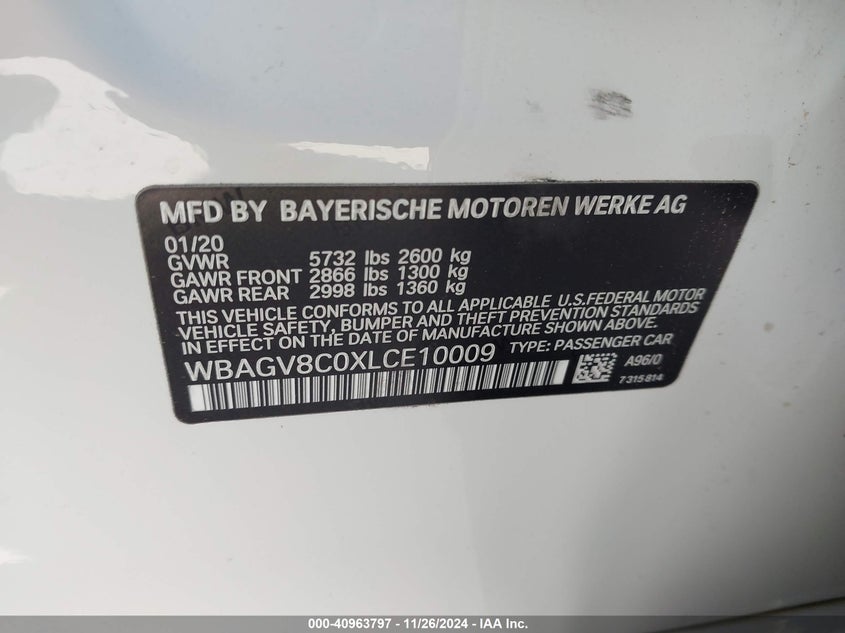 MFD BY BAYERISCHE MOTOREN WERKE AG
01/20
GVWR 5732 lbs 2600 kg
GAWR FRONT 2866 lbs 1300 kg
GAWR REAR 2998 lbs 1360 kg
THIS VEHICLE CONFORMS TO ALL APPLICABLE U.S.FEDERAL MOTOR
VEHICLE SAFETY, BUMPER AND THEFT PREVENTION STANDARDS
IN EFFECT ON THE DATE OF MANUFACTURE SHOWN ABOVE.
WBAGV8C0XLCE10009 TYPE: PASSENGER CAR
A96/0
7 315 814
000-40963797 - 11/26/2024 - IAA Inc.